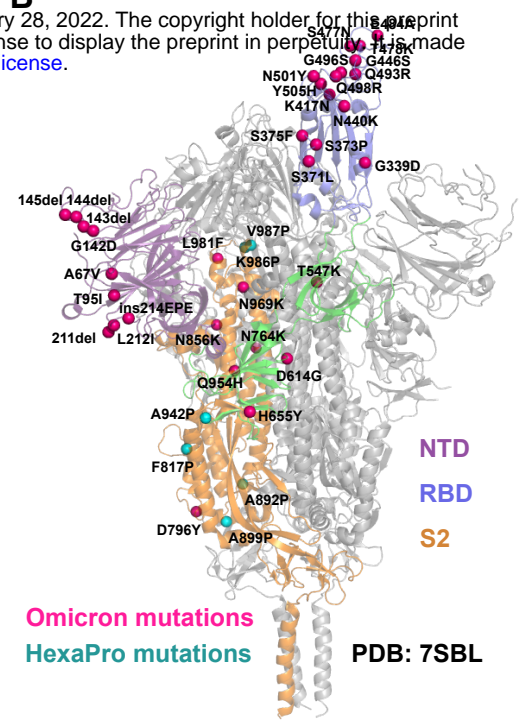 B
ry 28, 2022. The copyright holder for this preprint
nse to display the preprint in perpetuity. It is made
icense.
S484A
S477N
T478K
G496S
G446S
N501Y
Q493R
Y505H
Q498R
K417N
N440K
S375F
S373P
S371L
G339D
145del 144del
143del
G142D
V987P
L981F
K986P
A67V
T547K
T95I
N969K
ins214EPE
211del
L212I
N856K
N764K
D614G
Q954H
A942P
H655Y
F817P
NTD
RBD
A892P
S2
D796Y
A899P
Omicron mutations
HexaPro mutations
PDB: 7SBL